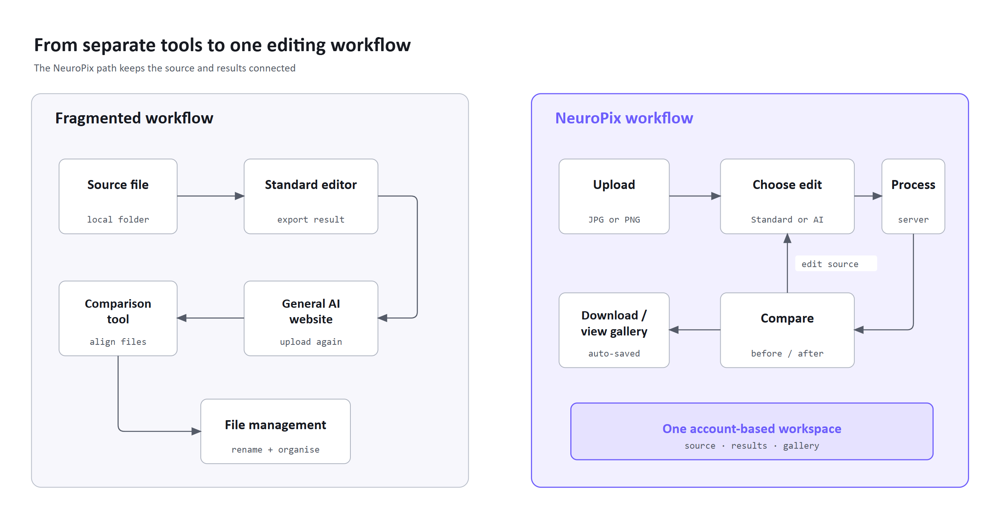 From separate tools to one editing workflow
The NeuroPix path keeps the source and results connected
Fragmented workflow
Source file
local folder
Standard editor
export result
Comparison
tool
align files
General AI
website
upload again
File management
rename + organise
NeuroPix workflow
Upload
JPG or PNG
Choose edit
Standard or AI
Process
server
edit source
Download /
view gallery
auto-saved
Compare
before / after
One account-based workspace
source · results · gallery